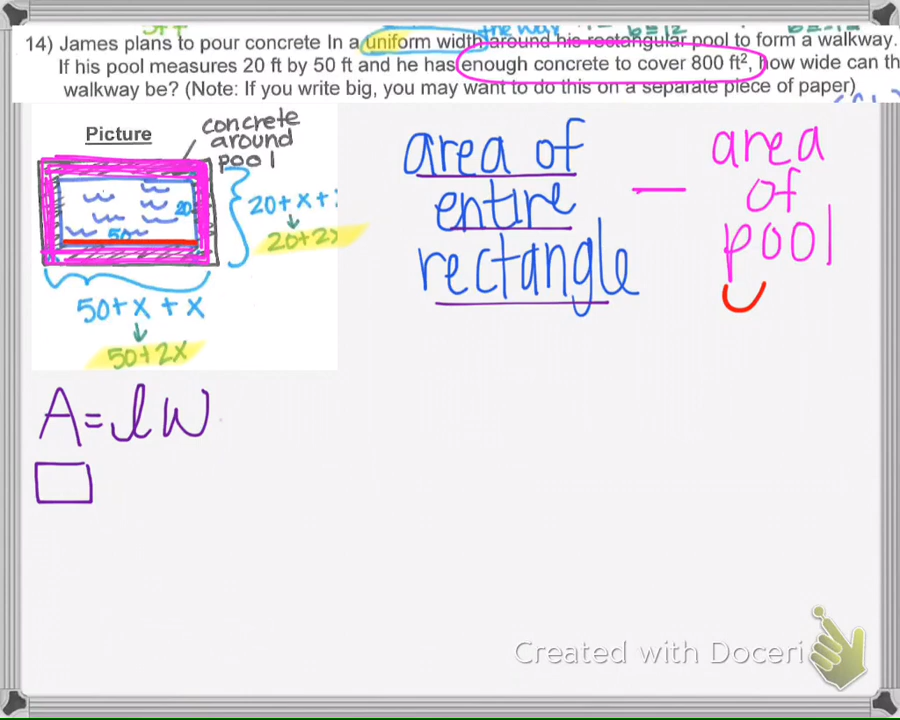 the way b=12
14) James plans to pour concrete In a uniform width around his rectangular pool to form a walkway.
If his pool measures 20 ft by 50 ft and he has enough concrete to cover 800 ft², how wide can th
walkway be? (Note: If you write big, you may want to do this on a separate piece of paper)
Picture
concrete
around
pool
20
50
20+x+
20+2x
50+x+x
50+2x
area of
entire
rectangle
—
area
of
pool
A=lw
Created with Doceri